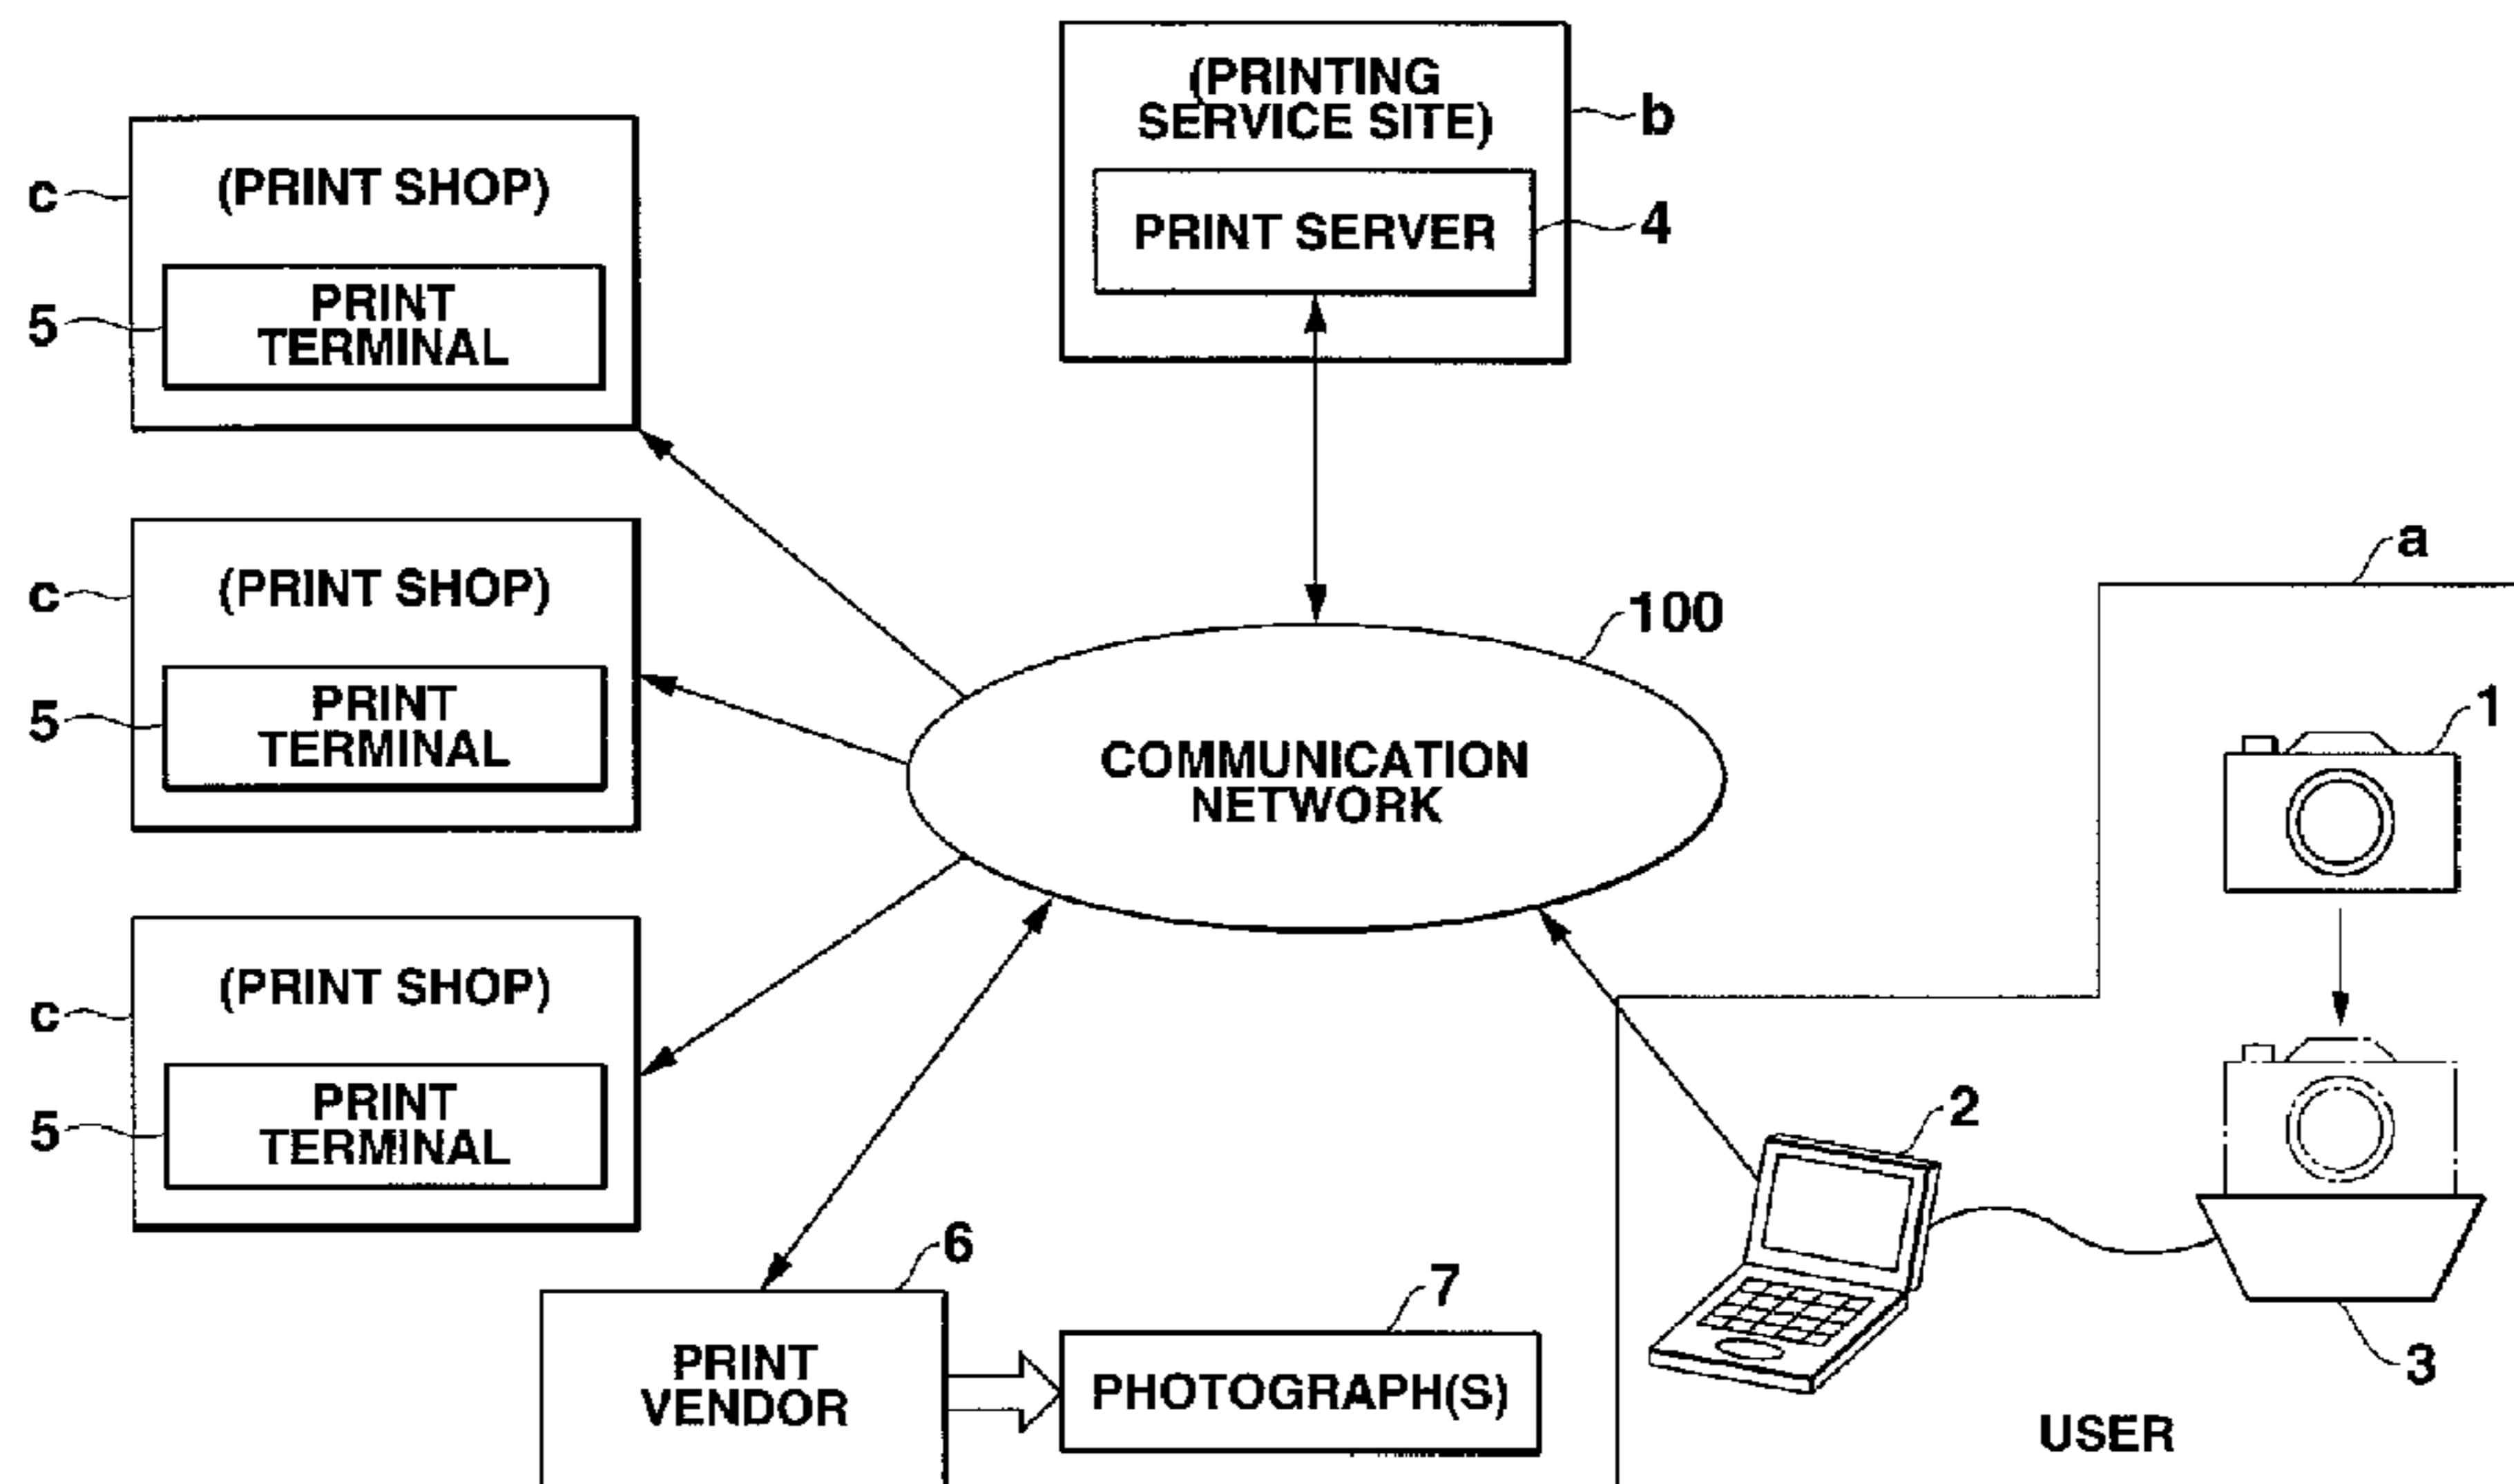 (PRINTING
SERVICE SITE)
b
PRINT SERVER
4
c
(PRINT SHOP)
5
PRINT
TERMINAL
c
(PRINT SHOP)
5
PRINT
TERMINAL
c
(PRINT SHOP)
5
PRINT
TERMINAL
100
COMMUNICATION
NETWORK
a
1
2
3
USER
6
PRINT
VENDOR
7
PHOTOGRAPH(S)